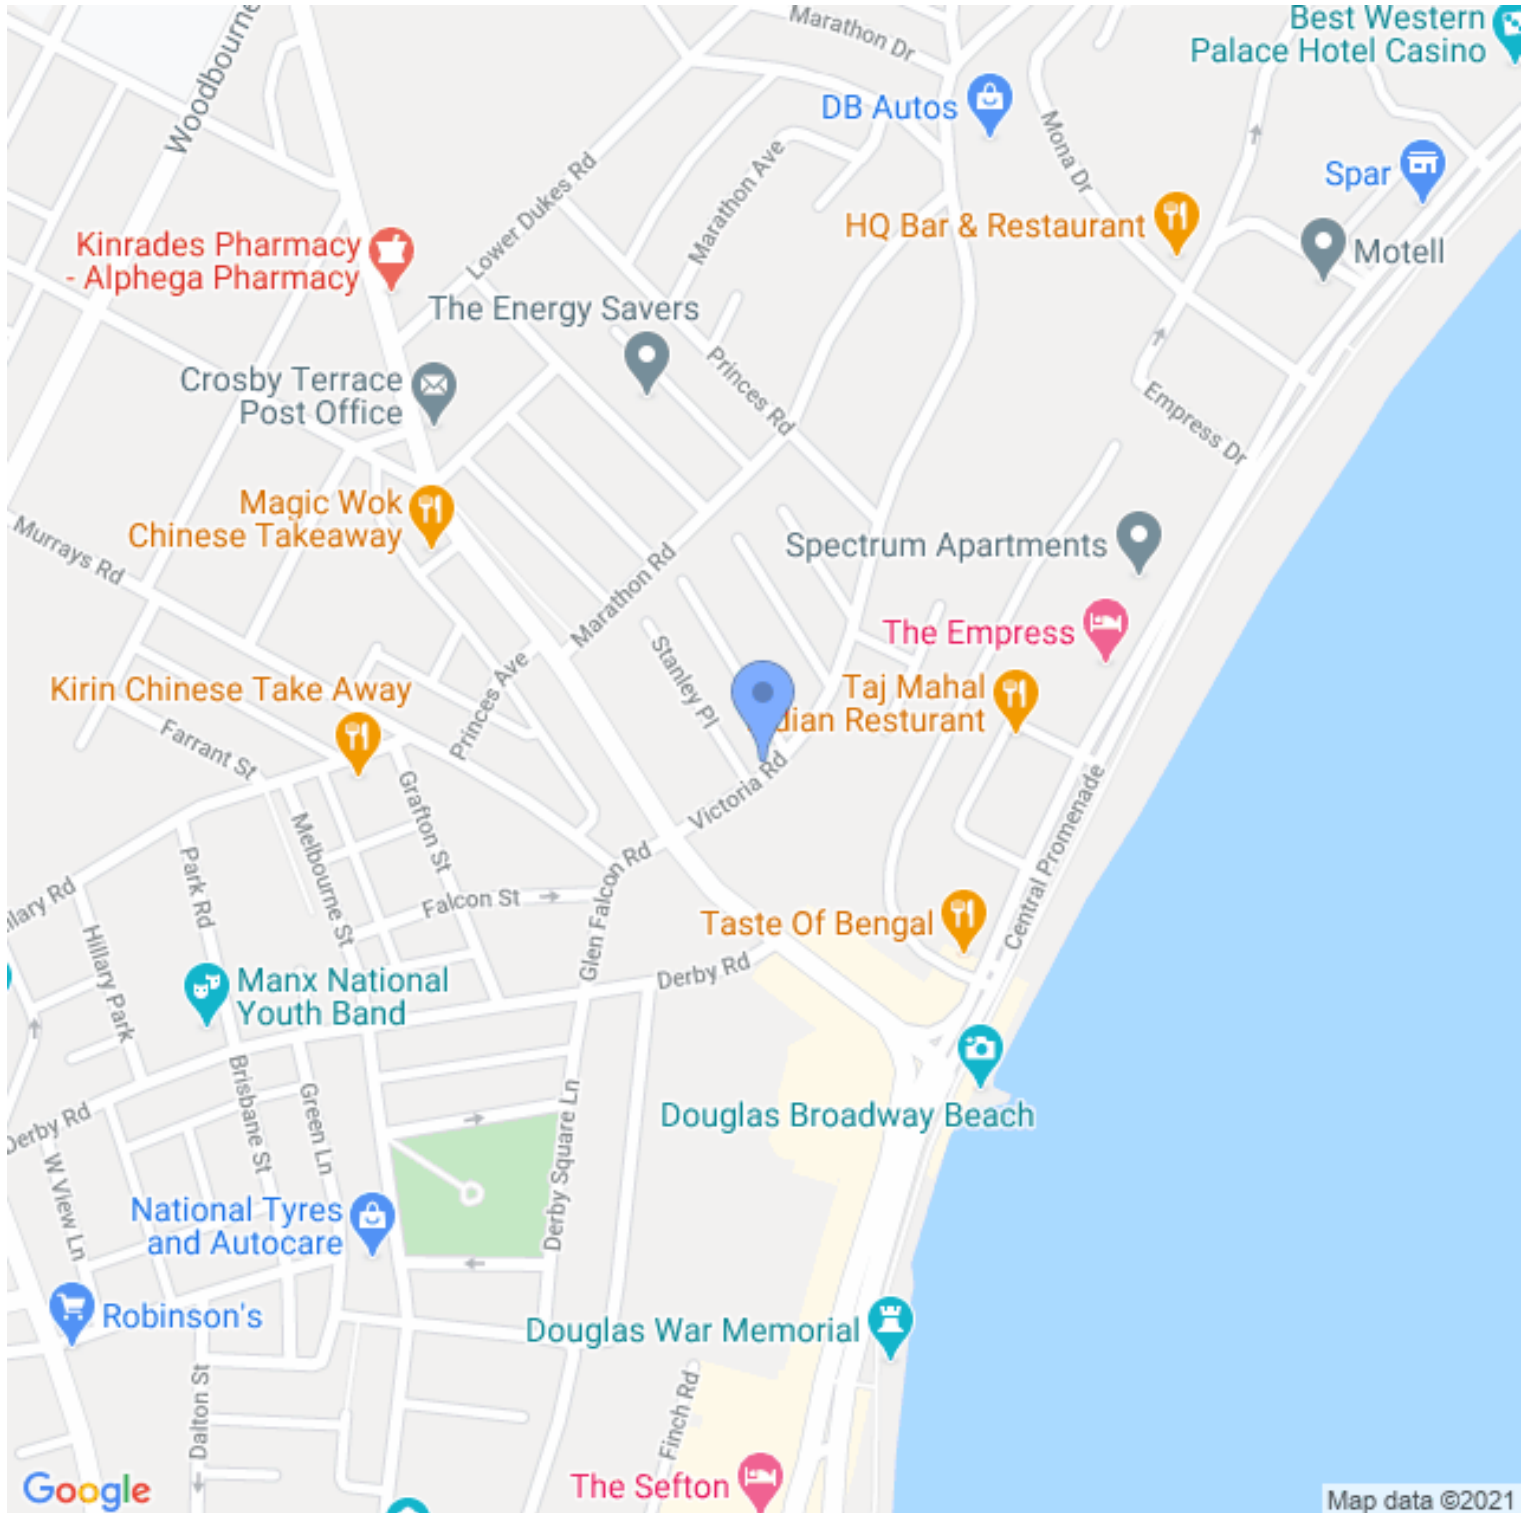 Marathon Dr
Best Western
Palace Hotel Casino
Woodbourne
DB Autos
Mona Dr
Spar
Lower Dukes Rd
Marathon Ave
HQ Bar & Restaurant
Motell
Kinrades Pharmacy
- Alphega Pharmacy
The Energy Savers
Princes Rd
Crosby Terrace
Post Office
Empress Dr
Magic Wok
Chinese Takeaway
Murrays Rd
Marathon Rd
Spectrum Apartments
The Empress
Stanley Pl
Kirin Chinese Take Away
Princes Ave
Taj Mahal
dian Resturant
Farrant St
Grafton St
Victoria Rd
Central Promenade
Melbourne St
Park Rd
Glen Falcon Rd
llary Rd
Falcon St
Taste Of Bengal
Hillary Park
Derby Rd
Manx National
Youth Band
Brisbane St
Green Ln
Derby Square Ln
Douglas Broadway Beach
Derby Rd
W View Ln
National Tyres
and Autocare
Robinson's
Douglas War Memorial
Dalton St
Finch Rd
The Sefton
Google
Map data ©2021